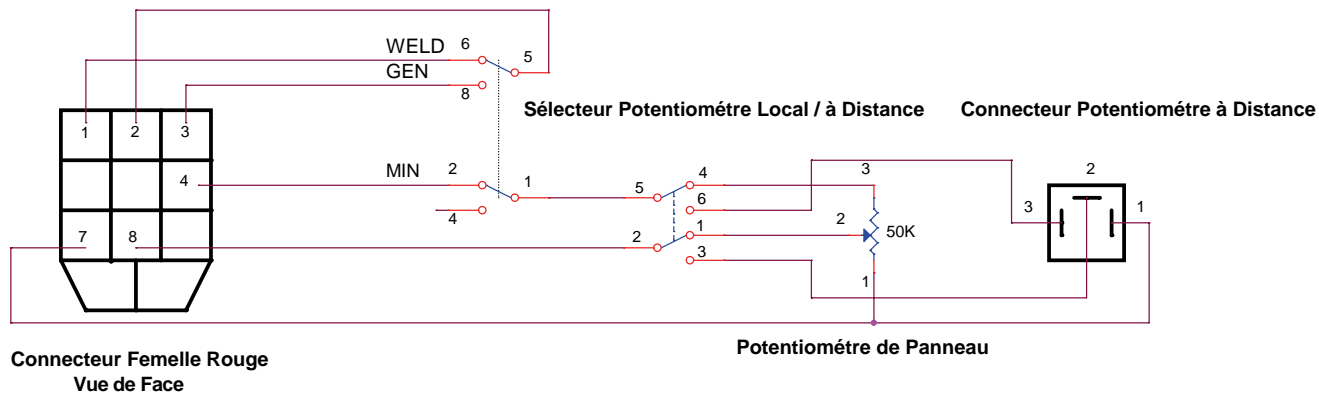 WELD 6
5
GEN
8
Sélecteur Potentiométre Local / à Distance
Connecteur Potentiométre à Distance
1 2 3
4
MIN 2
1
4
5 4
6
2 1
3
3
2
50K
1
2
3 1
7 8
Potentiométre de Panneau
Connecteur Femelle Rouge
Vue de Face